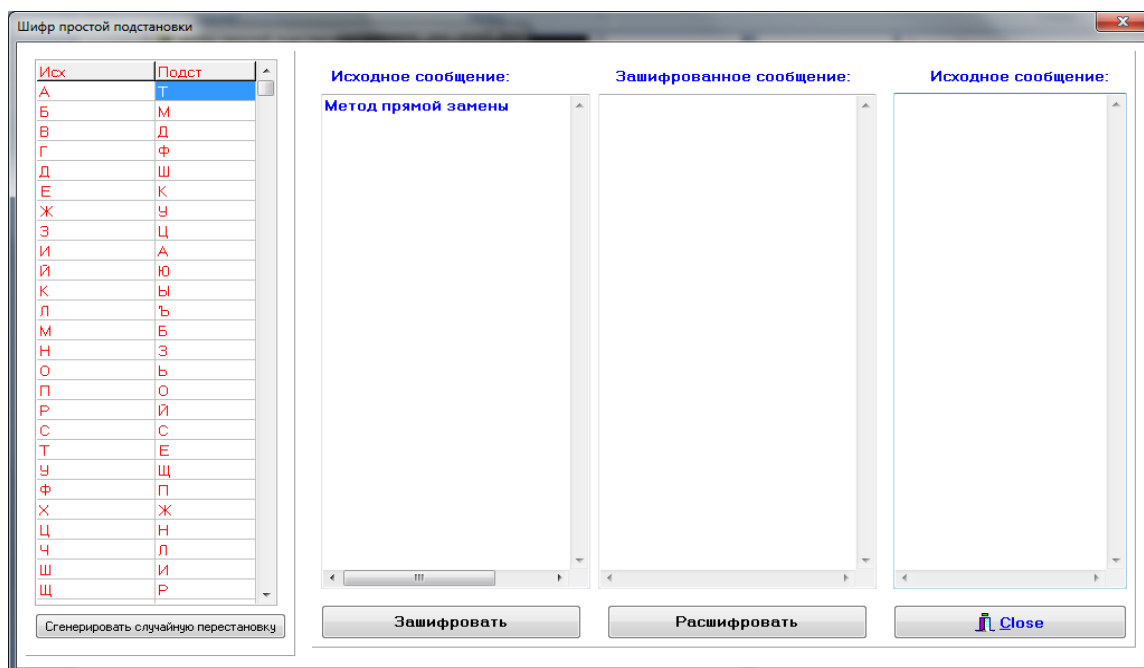 Шифр простой подстановки
Исх Подст
А Т
Б М
В Д
Г Ф
Д Ш
Е К
Ж У
З Ц
И А
Й Ю
К Ы
Л Ъ
М Б
Н З
О Ь
П О
Р Й
С С
Т Е
У Щ
Ф П
Х Ж
Ц Н
Ч Л
Ш И
Щ Р
Сгенерировать случайную перестановку
Исходное сообщение: Зашифрованное сообщение: Исходное сообщение:
Метод прямой замены
Зашифровать Расшифровать Close